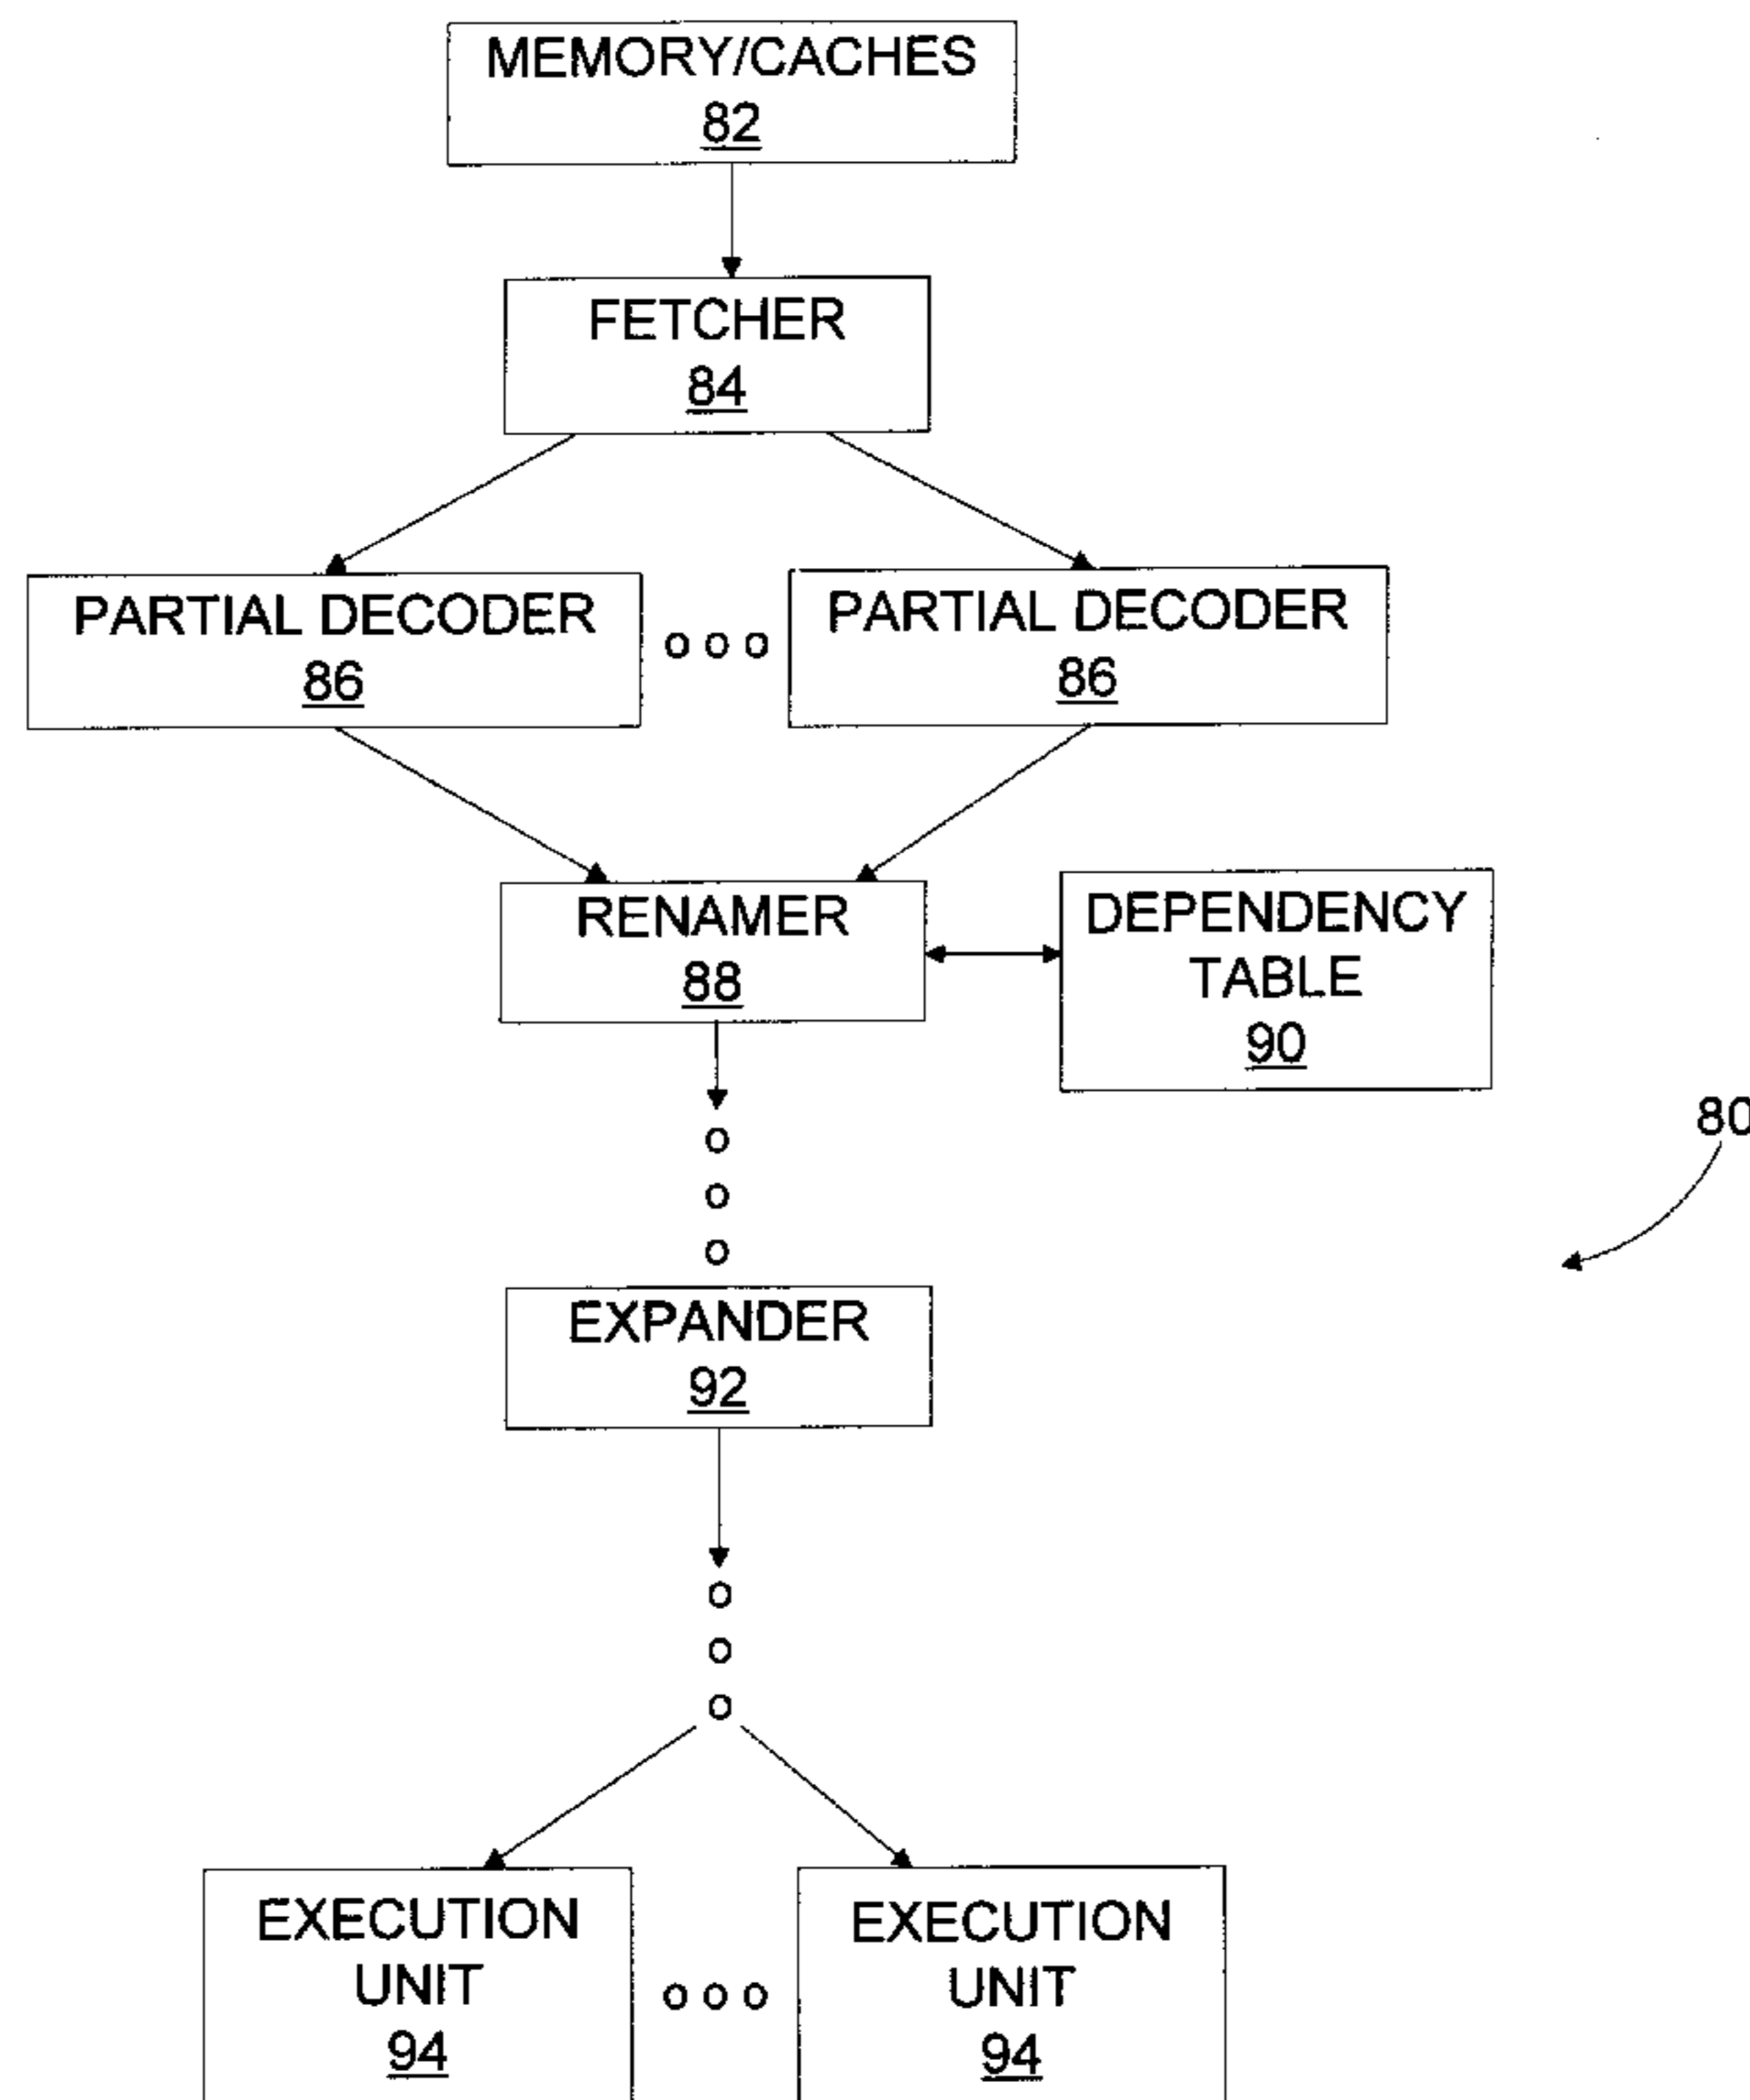 MEMORY/CACHES
82
FETCHER
84
PARTIAL DECODER
86
o o o
PARTIAL DECODER
86
RENAMER
88
DEPENDENCY
TABLE
90
80
o
o
o
EXPANDER
92
o
o
o
EXECUTION
UNIT
94
o o o
EXECUTION
UNIT
94